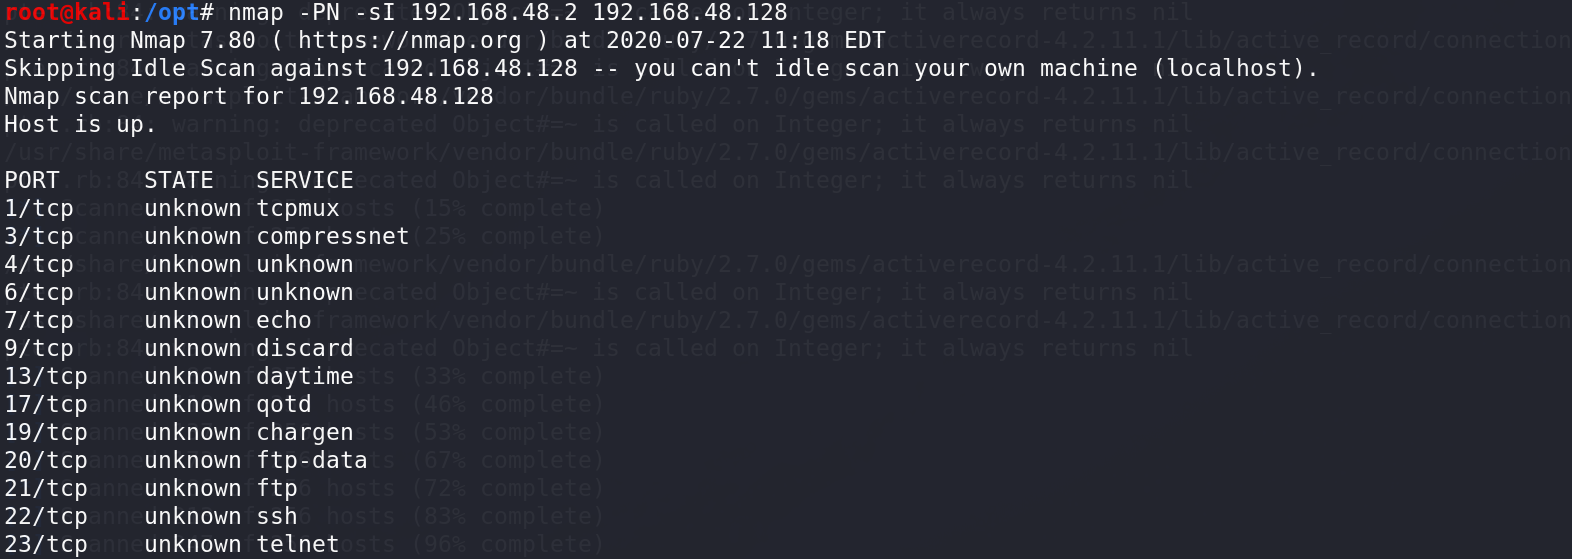 root@kali:/opt# nmap -PN -sI 192.168.48.2 192.168.48.128
Starting Nmap 7.80 ( https://nmap.org ) at 2020-07-22 11:18 EDT
Skipping Idle Scan against 192.168.48.128 -- you can't idle scan your own machine (localhost).
Nmap scan report for 192.168.48.128
Host is up.
PORT     STATE   SERVICE
1/tcp     unknown tcpmux
3/tcp     unknown compressnet
4/tcp     unknown unknown
6/tcp     unknown unknown
7/tcp     unknown echo
9/tcp     unknown discard
13/tcp    unknown daytime
17/tcp    unknown qotd
19/tcp    unknown chargen
20/tcp    unknown ftp-data
21/tcp    unknown ftp
22/tcp    unknown ssh
23/tcp    unknown telnet